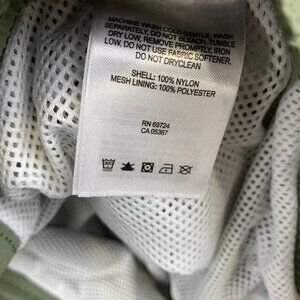 MACHINE WASH COLD GENTLE, WASH
SEPARATELY, DO NOT BLEACH, TUMBLE
DRY LOW, REMOVE PROMPTLY, IRON
LOW. DO NOT USE FABRIC SOFTENER.
DO NOT DRYCLEAN
SHELL: 100% NYLON
MESH LINING: 100% POLYESTER
RN 69724
CA 05367